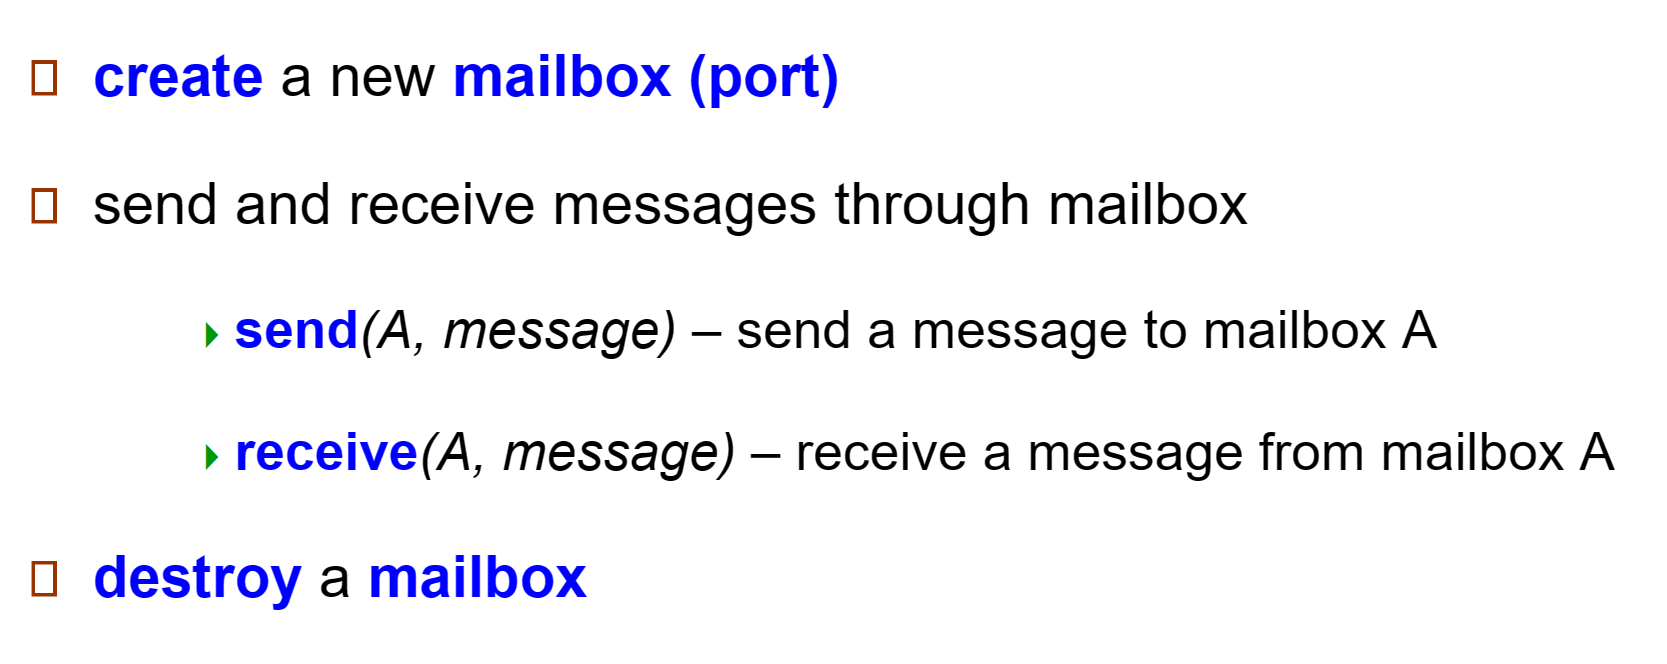 create a new mailbox (port)
send and receive messages through mailbox
send(A, message) – send a message to mailbox A
receive(A, message) – receive a message from mailbox A
destroy a mailbox